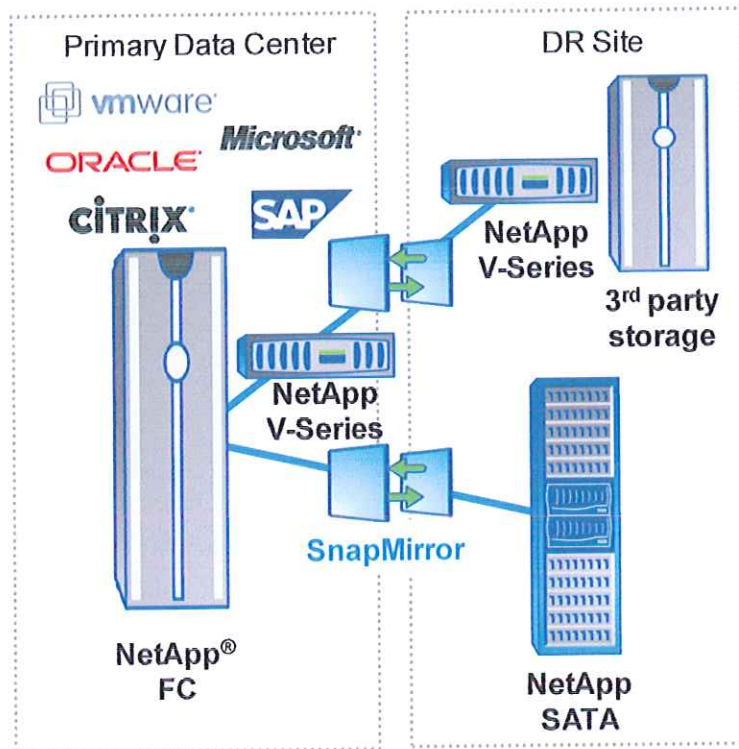 Primary Data Center
vmware®
Microsoft®
ORACLE®
CiTRIX®
SAP
NetApp
V-Series
NetApp®
FC
SnapMirror
DR Site
NetApp
V-Series
3rd party
storage
NetApp
SATA